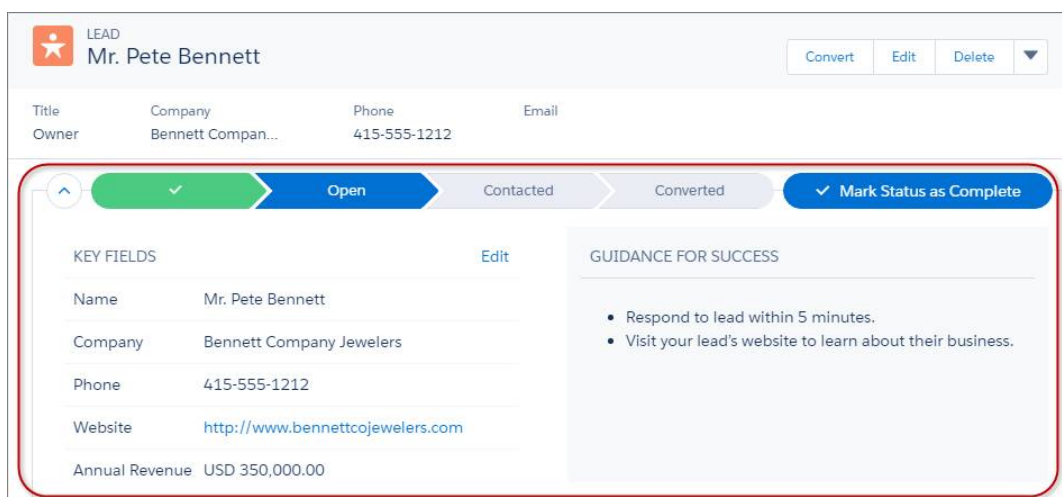 LEAD
Mr. Pete Bennett
Convert Edit Delete
Title Company Phone Email
Owner Bennett Compan... 415-555-1212
Open Contacted Converted Mark Status as Complete
KEY FIELDS Edit
Name Mr. Pete Bennett
Company Bennett Company Jewelers
Phone 415-555-1212
Website http://www.bennettcojewelers.com
Annual Revenue USD 350,000.00
GUIDANCE FOR SUCCESS
• Respond to lead within 5 minutes.
• Visit your lead's website to learn about their business.